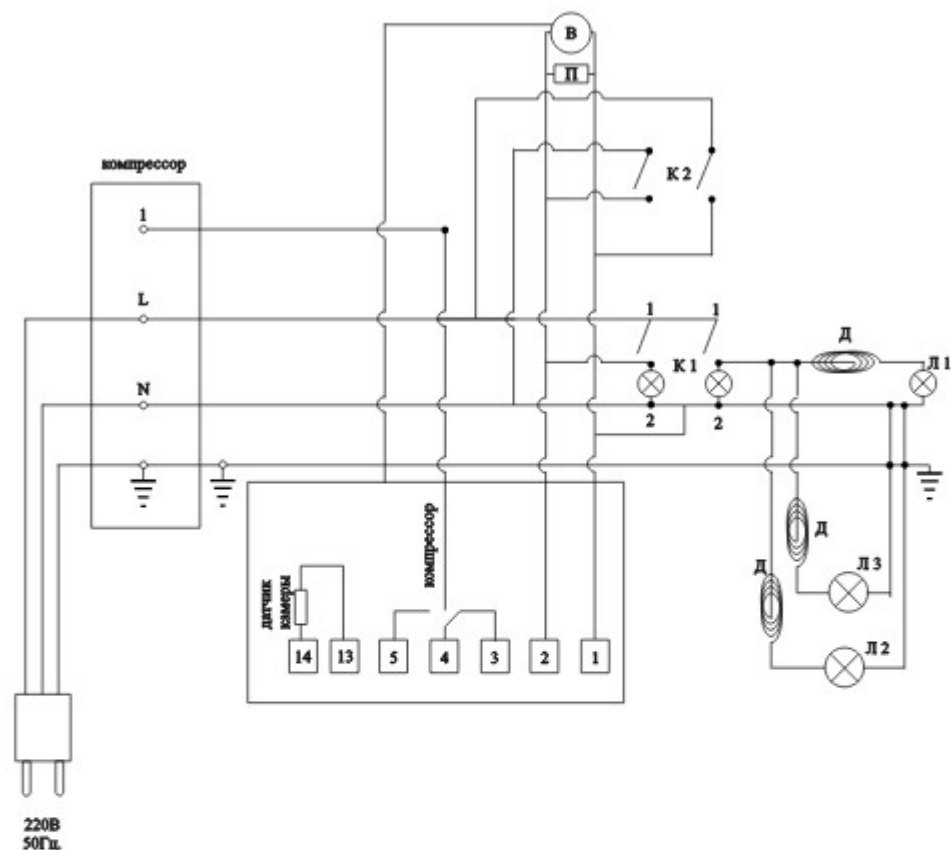 В
П
компрессор
К 2
1
L
1
1
Д
Л 1
К 1
N
2
2
компрессор
Д
датчик
камеры
Д
Л 3
14
13
5
4
3
2
1
Л 2
220В
50Гц.